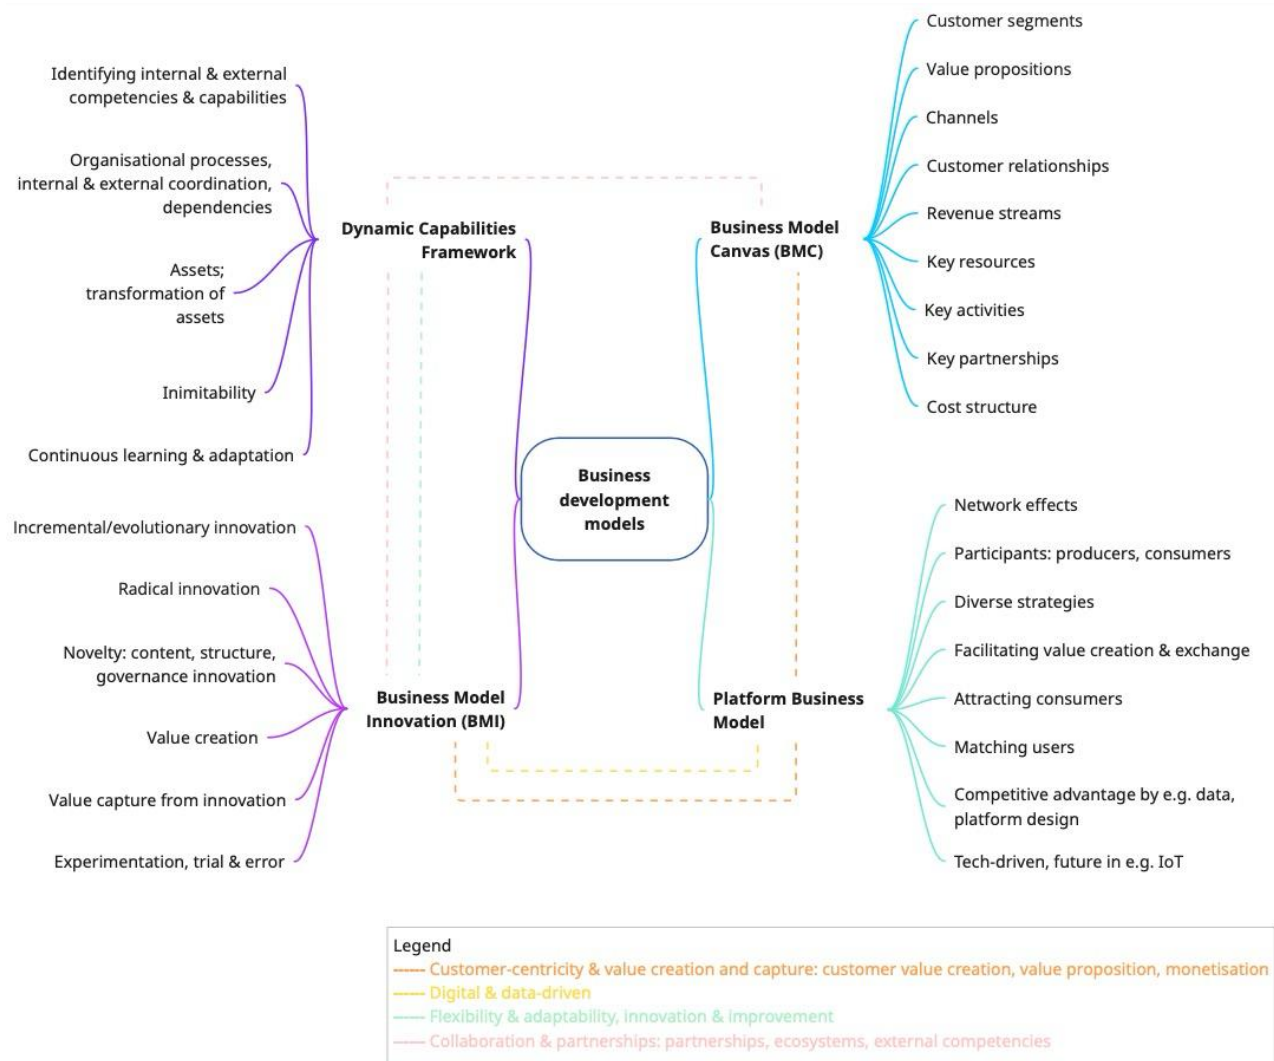 Business
development
models
Dynamic Capabilities
Framework
Identifying internal & external
competencies & capabilities
Organisational processes,
internal & external coordination,
dependencies
Assets;
transformation of
assets
Inimitability
Continuous learning & adaptation
Business Model
Innovation (BMI)
Incremental/evolutionary innovation
Radical innovation
Novelty: content, structure,
governance innovation
Value creation
Value capture from innovation
Experimentation, trial & error
Business Model
Canvas (BMC)
Customer segments
Value propositions
Channels
Customer relationships
Revenue streams
Key resources
Key activities
Key partnerships
Cost structure
Platform Business
Model
Network effects
Participants: producers, consumers
Diverse strategies
Facilitating value creation & exchange
Attracting consumers
Matching users
Competitive advantage by e.g. data,
platform design
Tech-driven, future in e.g. IoT
Legend
------ Customer-centricity & value creation and capture: customer value creation, value proposition, monetisation
------ Digital & data-driven
------ Flexibility & adaptability, innovation & improvement
------ Collaboration & partnerships: partnerships, ecosystems, external competencies